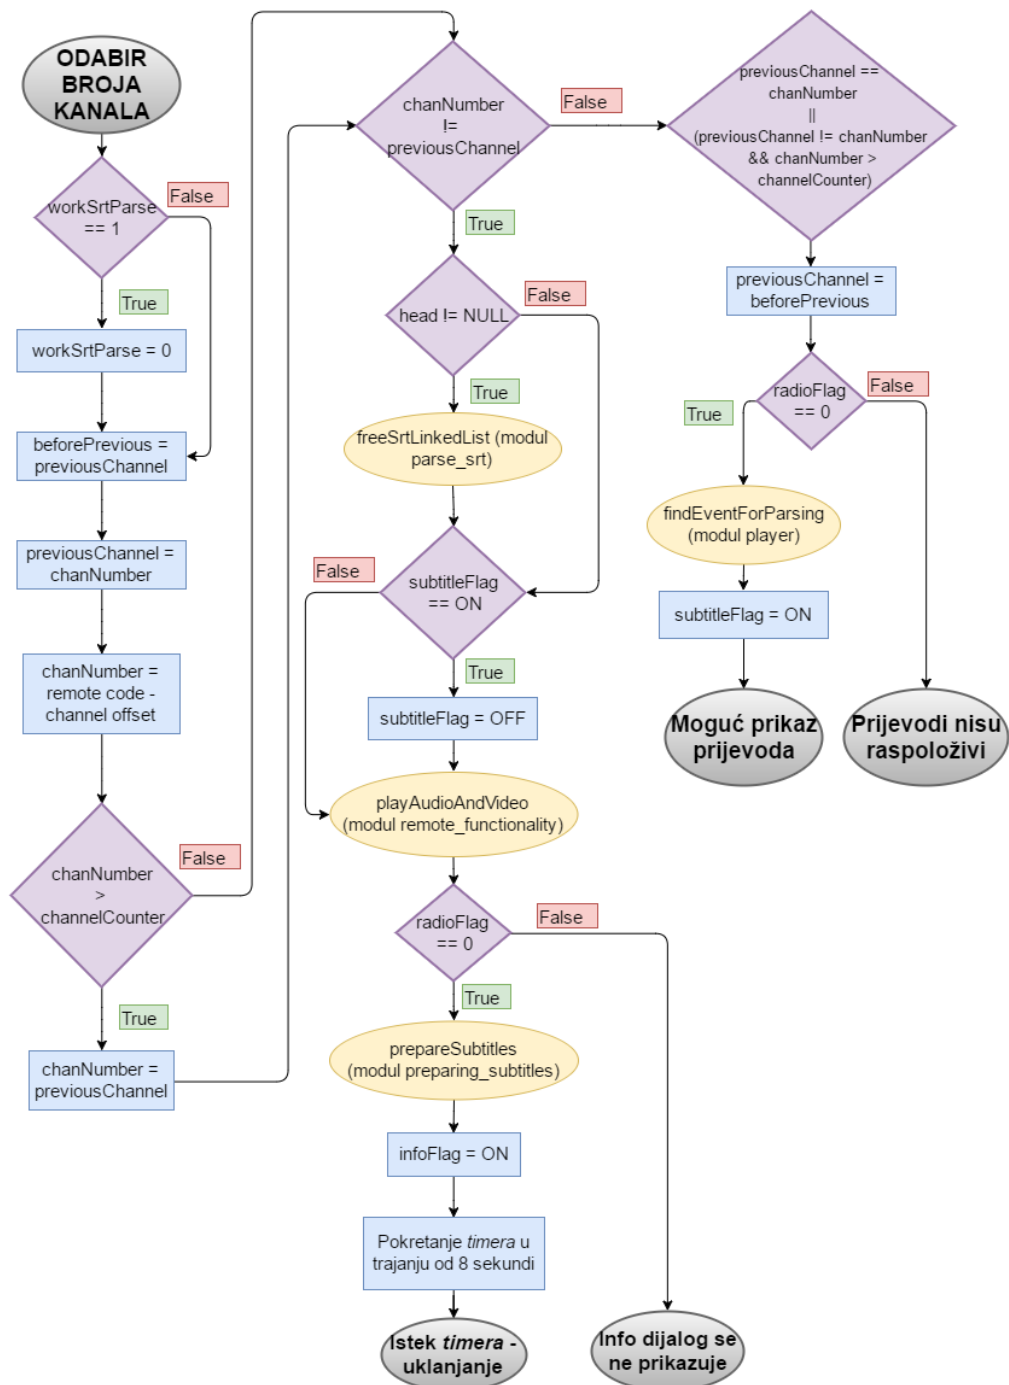 ODABIR
BROJA
KANALA
workSrtParse
== 1
False
True
workSrtParse = 0
beforePrevious =
previousChannel
previousChannel =
chanNumber
chanNumber =
remote code -
channel offset
chanNumber
>
channelCounter
False
True
chanNumber =
previousChannel
chanNumber
!=
previousChannel
False
True
head != NULL
False
True
freeSrtLinkedList (modul
parse_srt)
subtitleFlag
== ON
False
True
subtitleFlag = OFF
playAudioAndVideo
(modul remote_functionality)
radioFlag
== 0
False
True
prepareSubtitles
(modul preparing_subtitles)
infoFlag = ON
Pokretanje timera u
trajanju od 8 sekundi
Istek timera -
uklanjanje
Info dijalog se
ne prikazuje
previousChannel ==
chanNumber
||
(previousChannel != chanNumber
&& chanNumber >
channelCounter)
previousChannel =
beforePrevious
radioFlag
== 0
True
False
findEventForParsing
(modul player)
subtitleFlag = ON
Moguć prikaz
prijevoda
Prijevodi nisu
raspoloživi